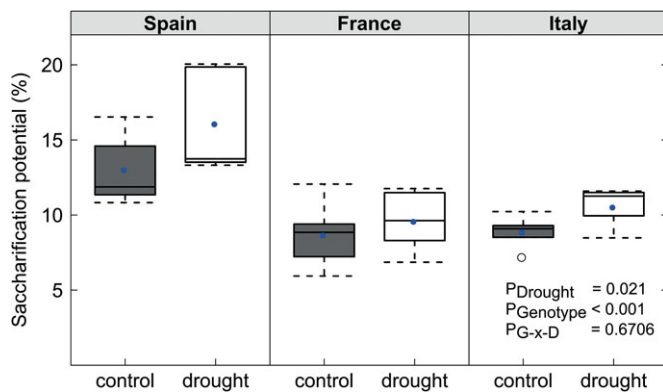 Spain France Italy
Saccharification potential (%)
20
15
10
5
PDrought = 0.021
PGenotype < 0.001
PG-x-D = 0.6706
control drought control drought control drought